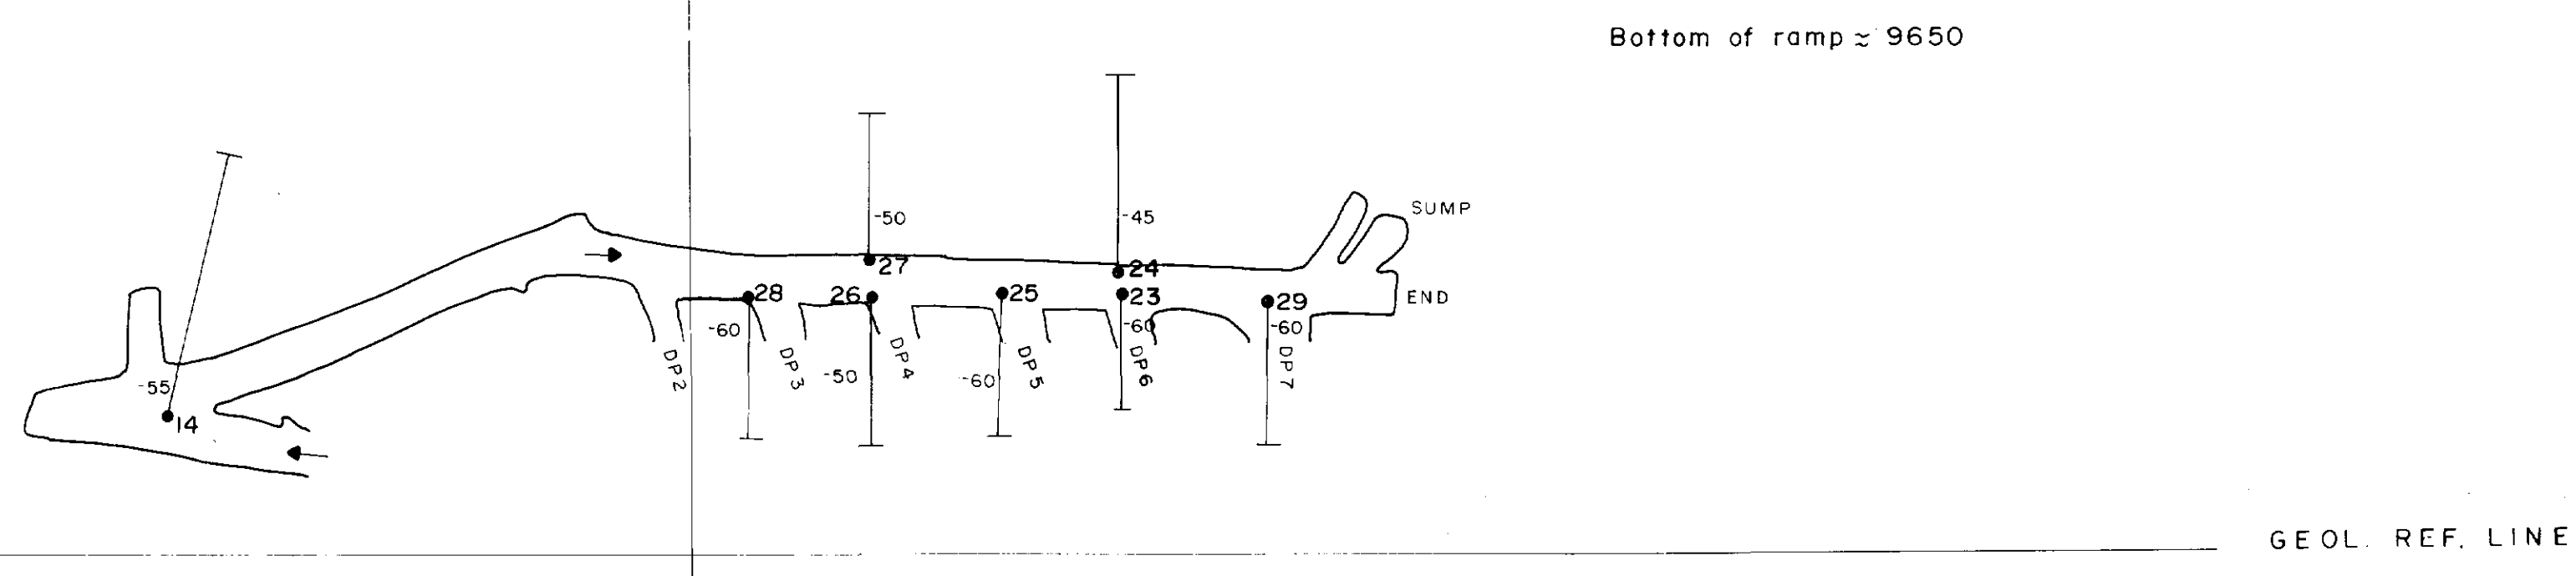 Bottom of ramp ≈ 9650
-50
-45
SUMP
27
24
28
26
25
23
29
END
-60
-60
-60
DP2
DP3
DP4
DP5
DP6
DP7
-50
-60
-55
14
GEOL. REF. LINE